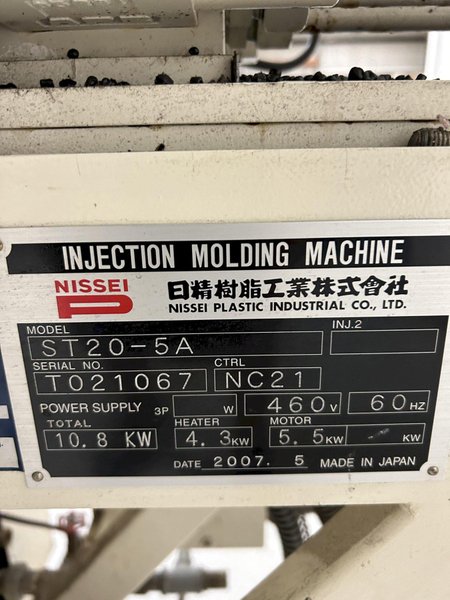 INJECTION MOLDING MACHINE
NISSEI
P
日精樹脂工業株式會社
NISSEI PLASTIC INDUSTRIAL CO., LTD.
MODEL
ST20-5A
INJ.2
SERIAL NO.
T021067
CTRL
NC21
POWER SUPPLY 3P W 460V 60HZ
TOTAL
10.8 KW
HEATER
4.3KW
MOTOR
5.5KW
- KW
DATE 2007. 5 MADE IN JAPAN